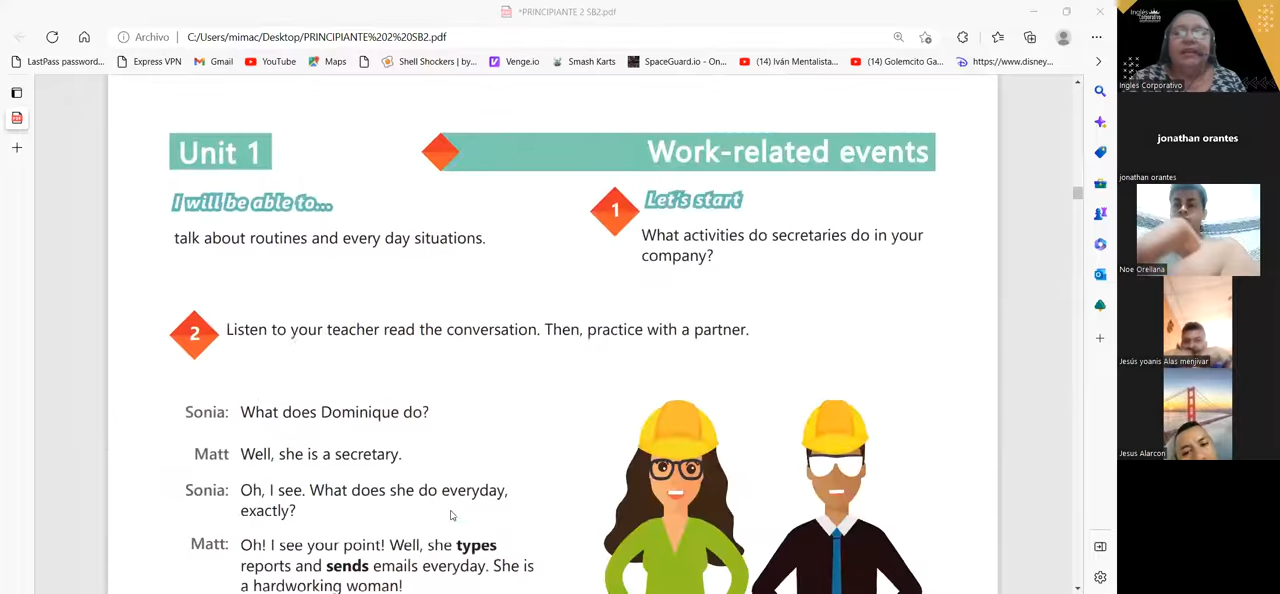 *PRINCIPIANTE 2 SB2.pdf
Archivo
C:/Users/mimac/Desktop/PRINCIPIANTE%202%20SB2.pdf
LastPass password...
Express VPN
Gmail
YouTube
Maps
Shell Shockers | by...
Venge.io
Smash Karts
SpaceGuard.io - On...
(14) Iván Mentalista...
(14) Golemcito Ga...
https://www.disney...
Unit 1
Work-related events
I will be able to...
talk about routines and every day situations.
1
Let's start
What activities do secretaries do in your
company?
2
Listen to your teacher read the conversation. Then, practice with a partner.
Sonia: What does Dominique do?
Matt Well, she is a secretary.
Sonia: Oh, I see. What does she do everyday,
exactly?
Matt: Oh! I see your point! Well, she types
reports and sends emails everyday. She is
a hardworking woman!
Inglés
Corporativo
Inglés Corporativo
jonathan orantes
jonathan orantes
Noe Orellana
Jesús yoanis Alas menjivar
Jesus Alarcon